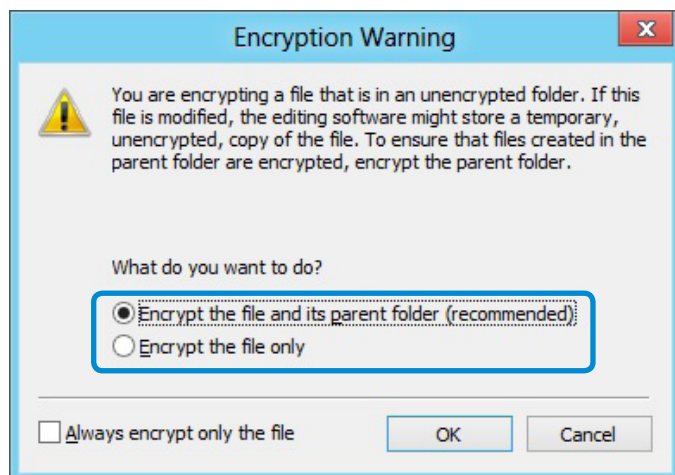 Encryption Warning
You are encrypting a file that is in an unencrypted folder. If this
file is modified, the editing software might store a temporary,
unencrypted, copy of the file. To ensure that files created in the
parent folder are encrypted, encrypt the parent folder.
What do you want to do?
Encrypt the file and its parent folder (recommended)
Encrypt the file only
Always encrypt only the file
OK
Cancel